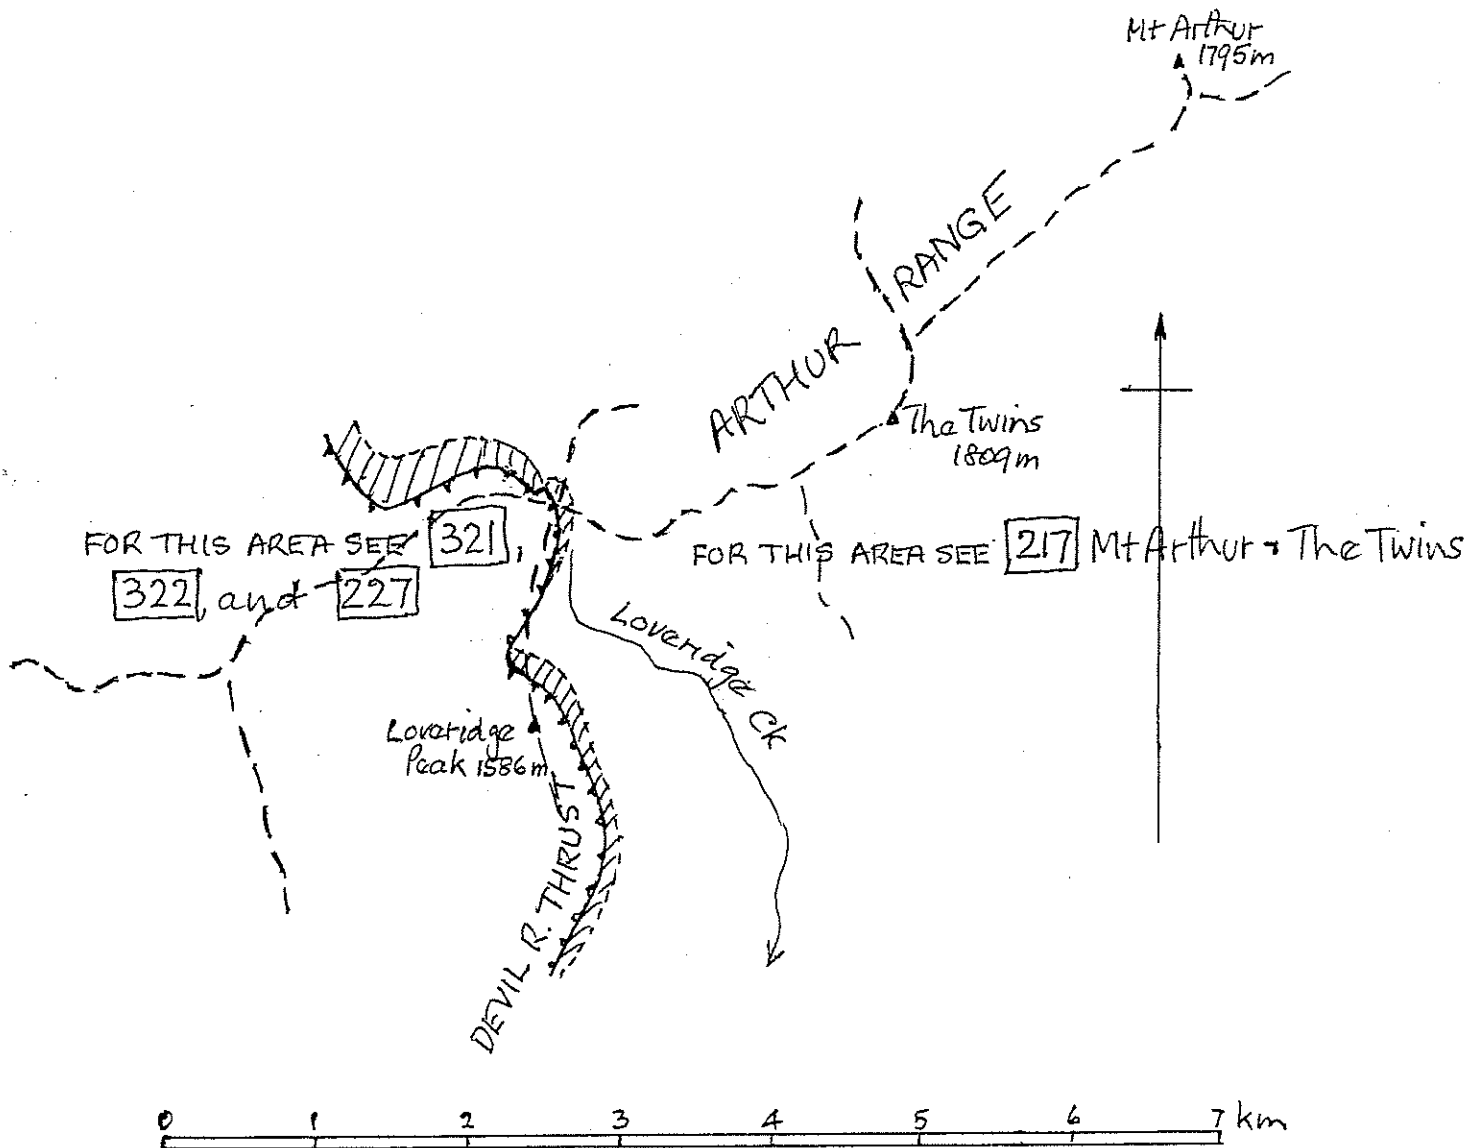 Mt Arthur
1795m
ARTHUR RANGE
The Twins
1809m
FOR THIS AREA SEE 321,
322, and 227
FOR THIS AREA SEE 217 Mt Arthur & The Twins
Loveridge Ck
Loveridge
Peak 1586m
DEVIL R. THRUST
0 1 2 3 4 5 6 7 km